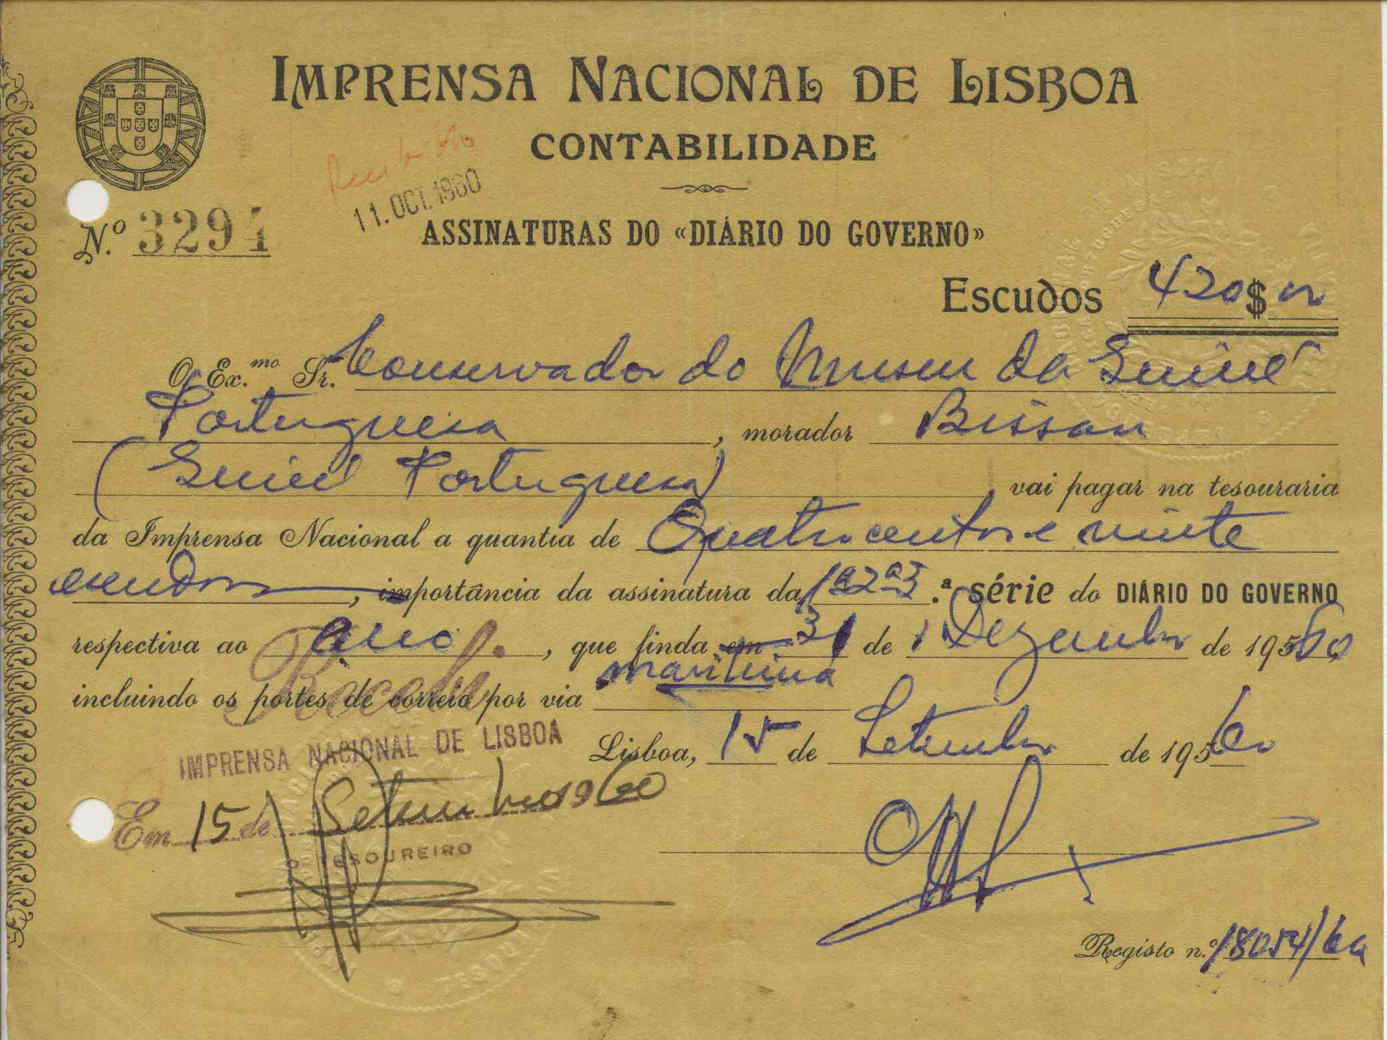 IMPRENSA NACIONAL DE LISBOA
CONTABILIDADE
11. OCT. 1960
N.º 3294
ASSINATURAS DO «DIÁRIO DO GOVERNO»
Escudos 420$00
O Ex.mo Sr. Conservador do Museu da Guiné
Portuguesa, morador Bissau
(Guiné Portuguesa) vai pagar na tesouraria
da Imprensa Nacional a quantia de Quatrocentos e vinte
escudos, importância da assinatura da 1ª 2ª 3.ª série do DIÁRIO DO GOVERNO
respectiva ao ano, que finda em 31 de Dezembro de 1960
incluindo os portes de correio por via maritima
Recebi
IMPRENSA NACIONAL DE LISBOA
Lisboa, 15 de Setembro de 1960
Em 15 de Setembro 1960
O TESOUREIRO
Registo n.º 18054/60